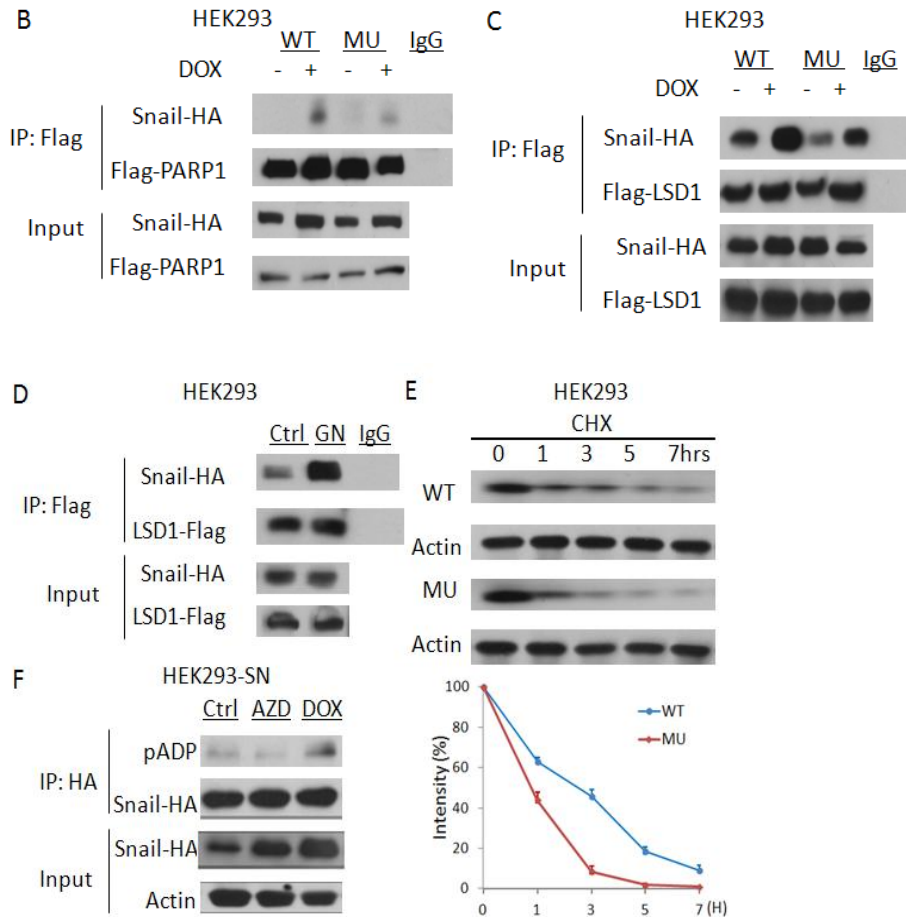 B
HEK293
WT MU IgG
DOX - + - +
IP: Flag
Snail-HA
Flag-PARP1
Input
Snail-HA
Flag-PARP1
C
HEK293
WT MU IgG
DOX - + - +
IP: Flag
Snail-HA
Flag-LSD1
Input
Snail-HA
Flag-LSD1
D
HEK293
Ctrl GN IgG
IP: Flag
Snail-HA
LSD1-Flag
Input
Snail-HA
LSD1-Flag
E
HEK293
CHX
0 1 3 5 7hrs
WT
Actin
MU
Actin
Intensity (%)
100
80
60
40
20
0
WT
MU
0 1 3 5 7 (H)
F
HEK293-SN
Ctrl AZD DOX
IP: HA
pADP
Snail-HA
Input
Snail-HA
Actin